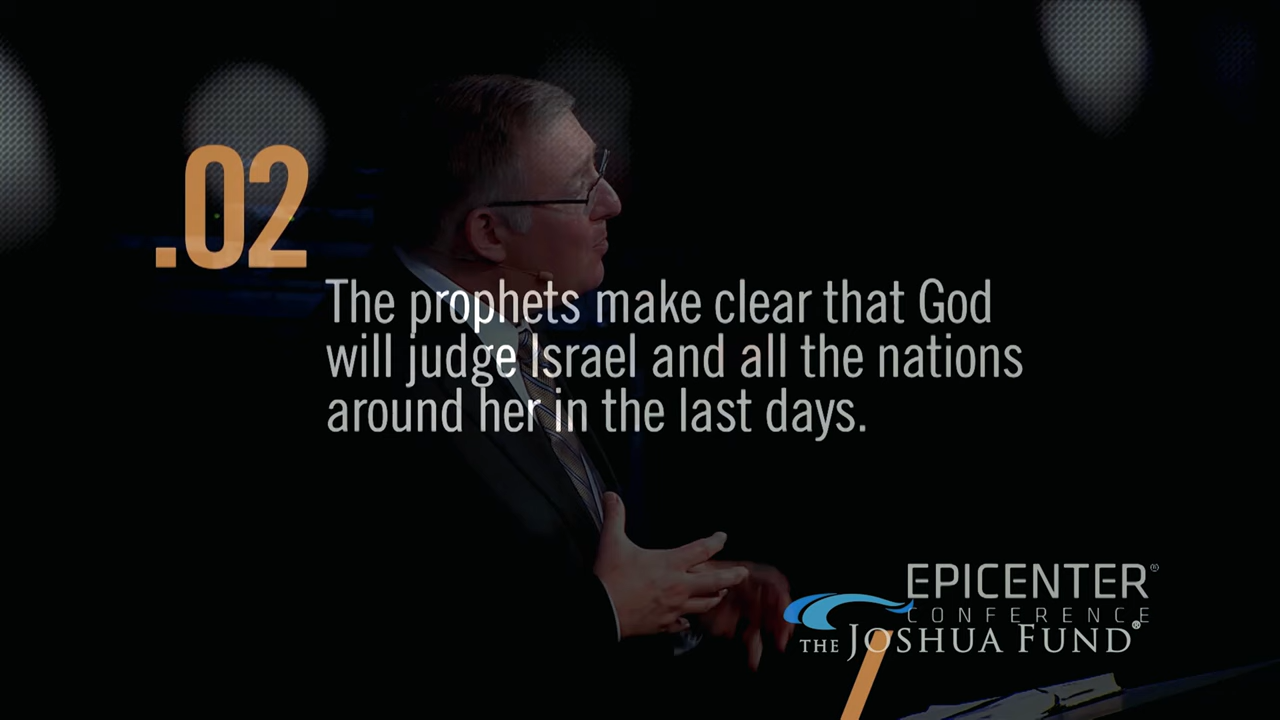 .02
The prophets make clear that God
will judge Israel and all the nations
around her in the last days.
EPICENTER®
CONFERENCE
THE JOSHUA FUND®